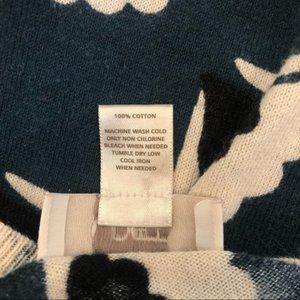 100% COTTON
MACHINE WASH COLD
ONLY NON CHLORINE
BLEACH WHEN NEEDED
TUMBLE DRY LOW
COOL IRON
WHEN NEEDED